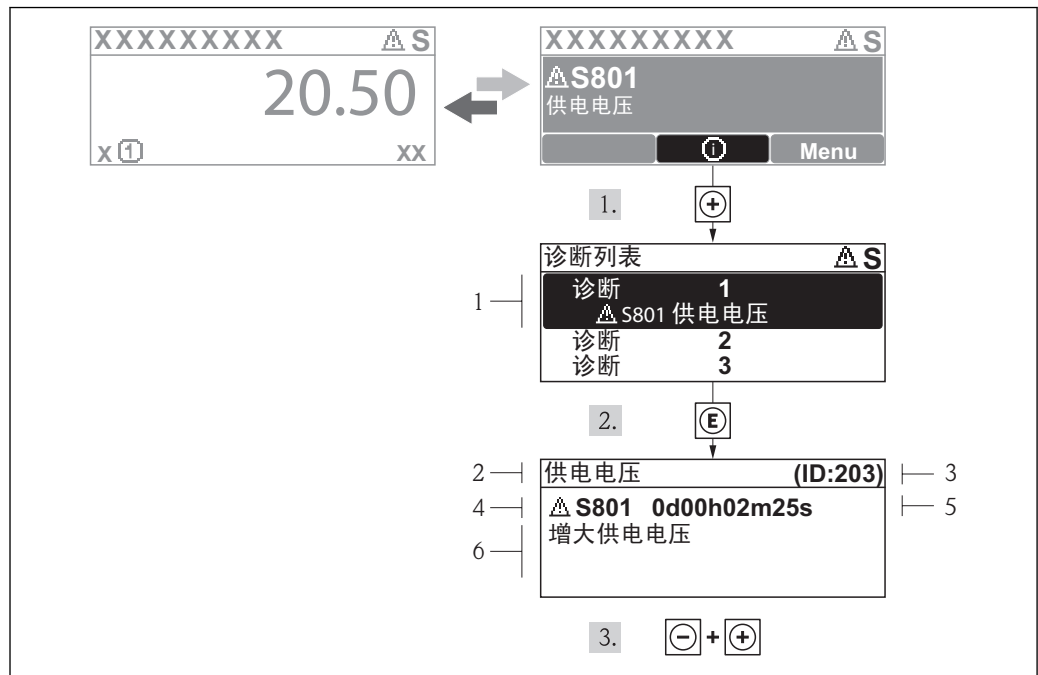 XXXXXXXXX ⚠ S
20.50
x ① xx
XXXXXXXXX ⚠ S
⚠ S801
供电电压
ⓘ Menu
1. +
诊断列表 ⚠ S
1
诊断 1
⚠ S801 供电电压
诊断 2
诊断 3
2. E
2 供电电压 (ID:203) 3
4 ⚠ S801 0d00h02m25s 5
6 增大供电电压
3. - + +